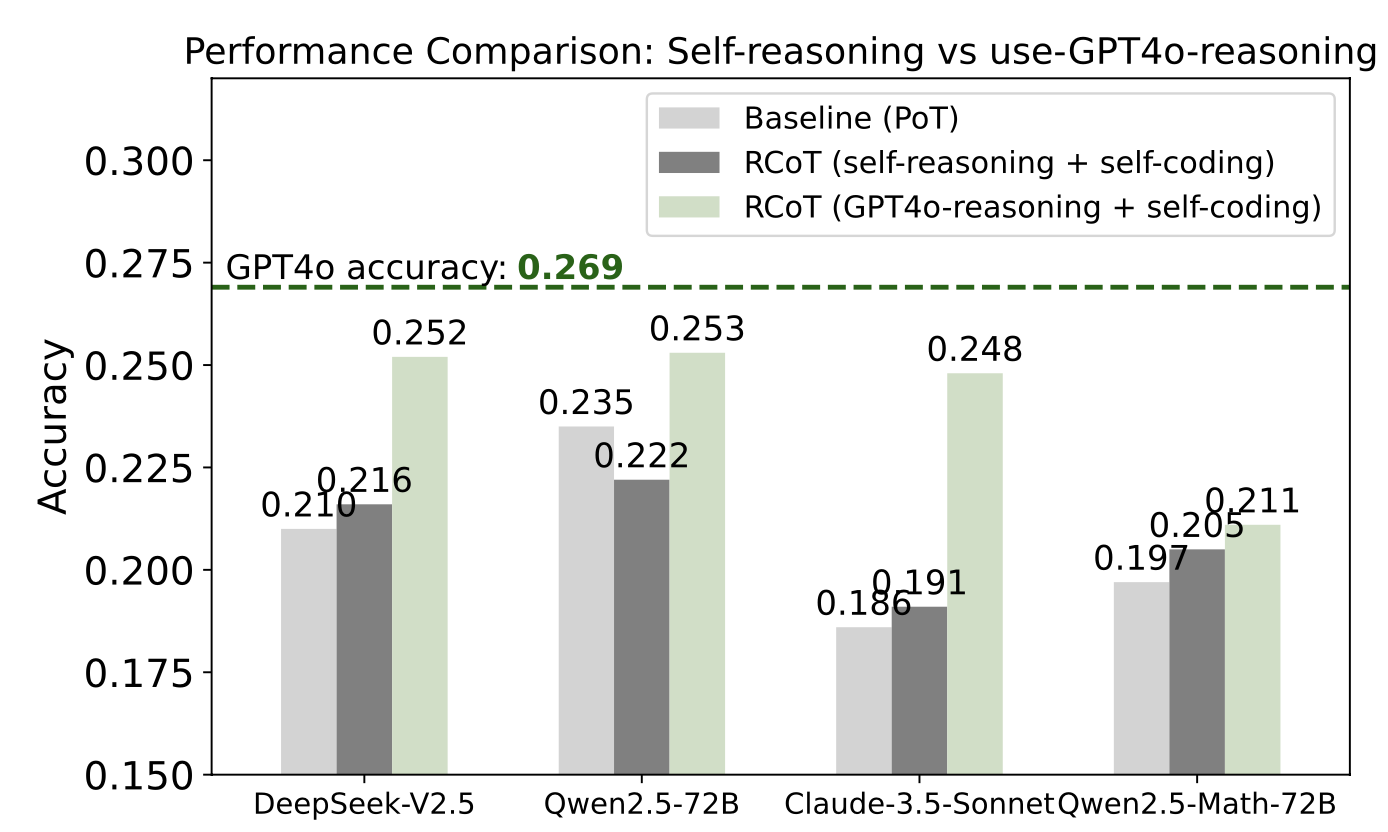 Performance Comparison: Self-reasoning vs use-GPT4o-reasoning
Baseline (PoT)
RCoT (self-reasoning + self-coding)
RCoT (GPT4o-reasoning + self-coding)
GPT4o accuracy: 0.269
Accuracy
0.300
0.275
0.250
0.225
0.200
0.175
0.150
0.210
0.216
0.252
0.235
0.222
0.253
0.186
0.191
0.248
0.197
0.205
0.211
DeepSeek-V2.5
Qwen2.5-72B
Claude-3.5-Sonnet
Qwen2.5-Math-72B